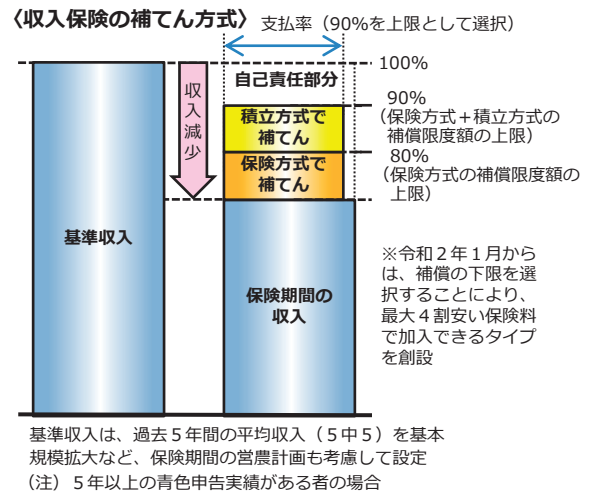 〈収入保険の補てん方式〉
支払率（90%を上限として選択）
100%
自己責任部分
収入減少
90%
（保険方式＋積立方式の
補償限度額の上限）
積立方式で
補てん
80%
（保険方式の補償限度額の
上限）
保険方式で
補てん
基準収入
保険期間の
収入
※令和２年１月から
は、補償の下限を選
択することにより、
最大４割安い保険料
で加入できるタイプ
を創設
基準収入は、過去５年間の平均収入（５中５）を基本
規模拡大など、保険期間の営農計画も考慮して設定
（注）５年以上の青色申告実績がある者の場合